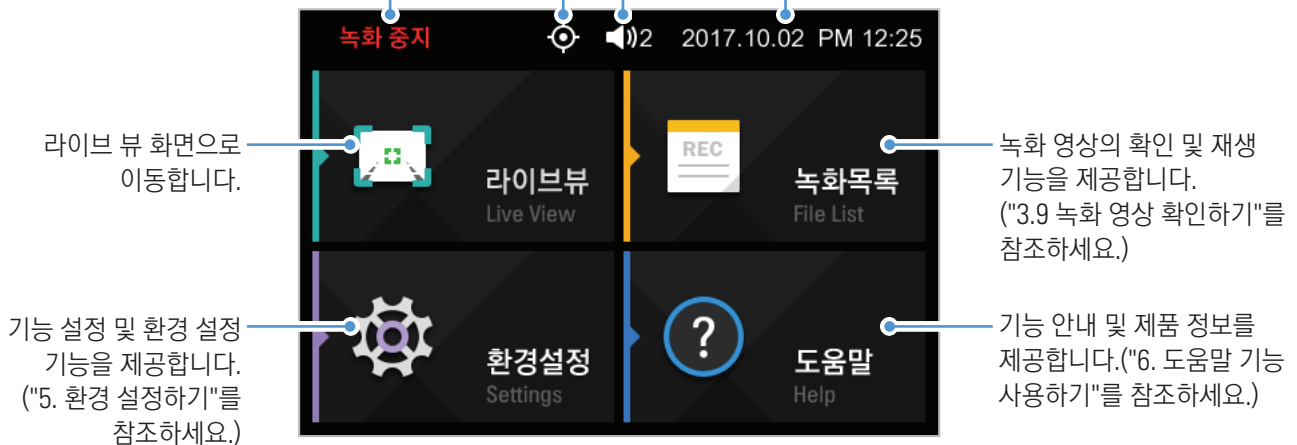 녹화 중지 2 2017.10.02 PM 12:25
라이브 뷰 화면으로
이동합니다.
라이브뷰
Live View
REC
녹화목록
File List
녹화 영상의 확인 및 재생
기능을 제공합니다.
("3.9 녹화 영상 확인하기"를
참조하세요.)
기능 설정 및 환경 설정
기능을 제공합니다.
("5. 환경 설정하기"를
참조하세요.)
환경설정
Settings
?
도움말
Help
기능 안내 및 제품 정보를
제공합니다.("6. 도움말 기능
사용하기"를 참조하세요.)